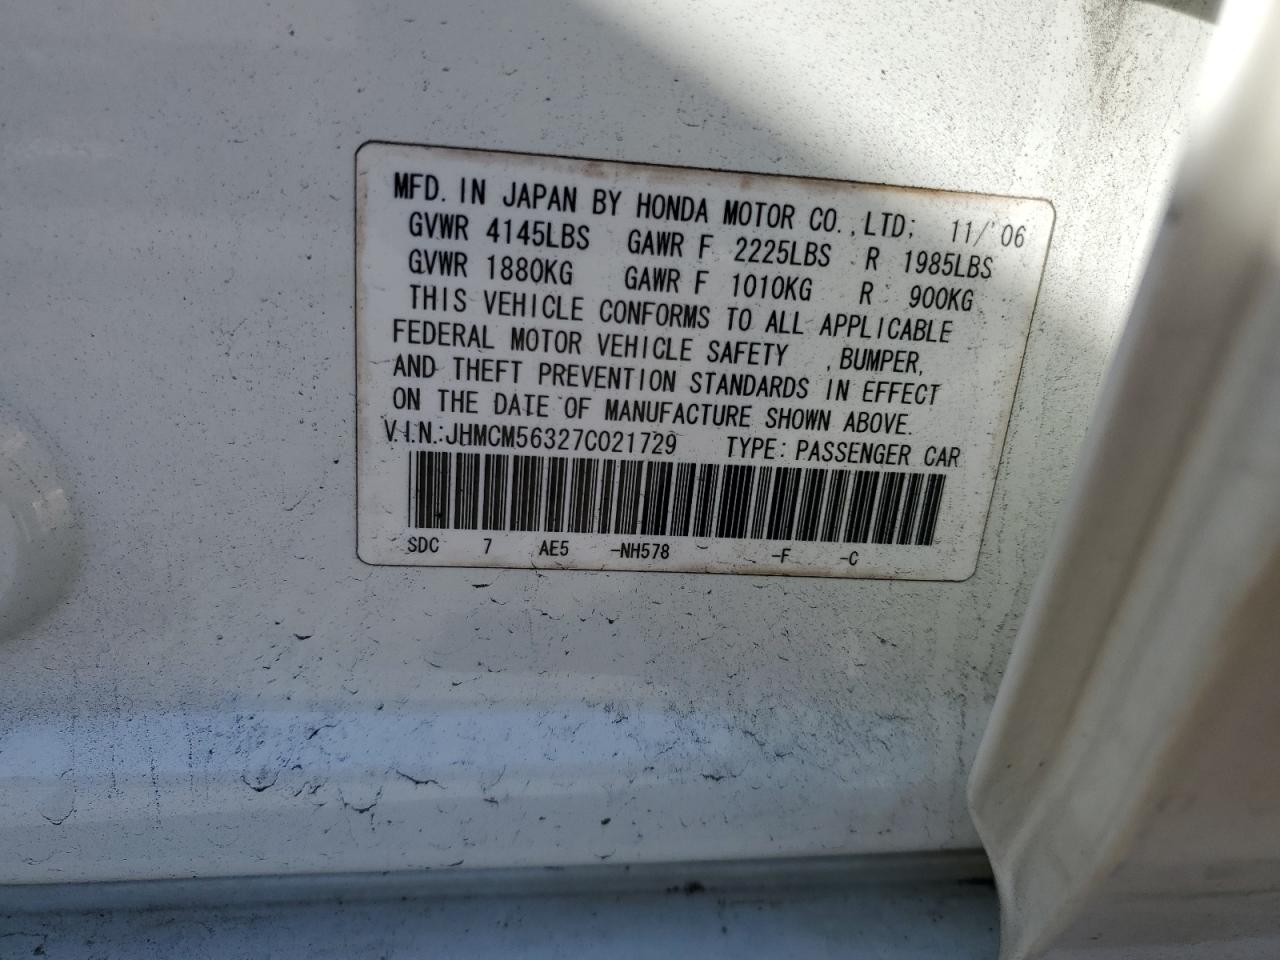 MFD. IN JAPAN BY HONDA MOTOR CO.,LTD; 11/'06
GVWR 4145LBS GAWR F 2225LBS R 1985LBS
GVWR 1880KG GAWR F 1010KG R 900KG
THIS VEHICLE CONFORMS TO ALL APPLICABLE
FEDERAL MOTOR VEHICLE SAFETY , BUMPER,
AND THEFT PREVENTION STANDARDS IN EFFECT
ON THE DATE OF MANUFACTURE SHOWN ABOVE.
V.I.N.:JHMCM56327C021729 TYPE:PASSENGER CAR
SDC 7 AE5 -NH578 -F -C